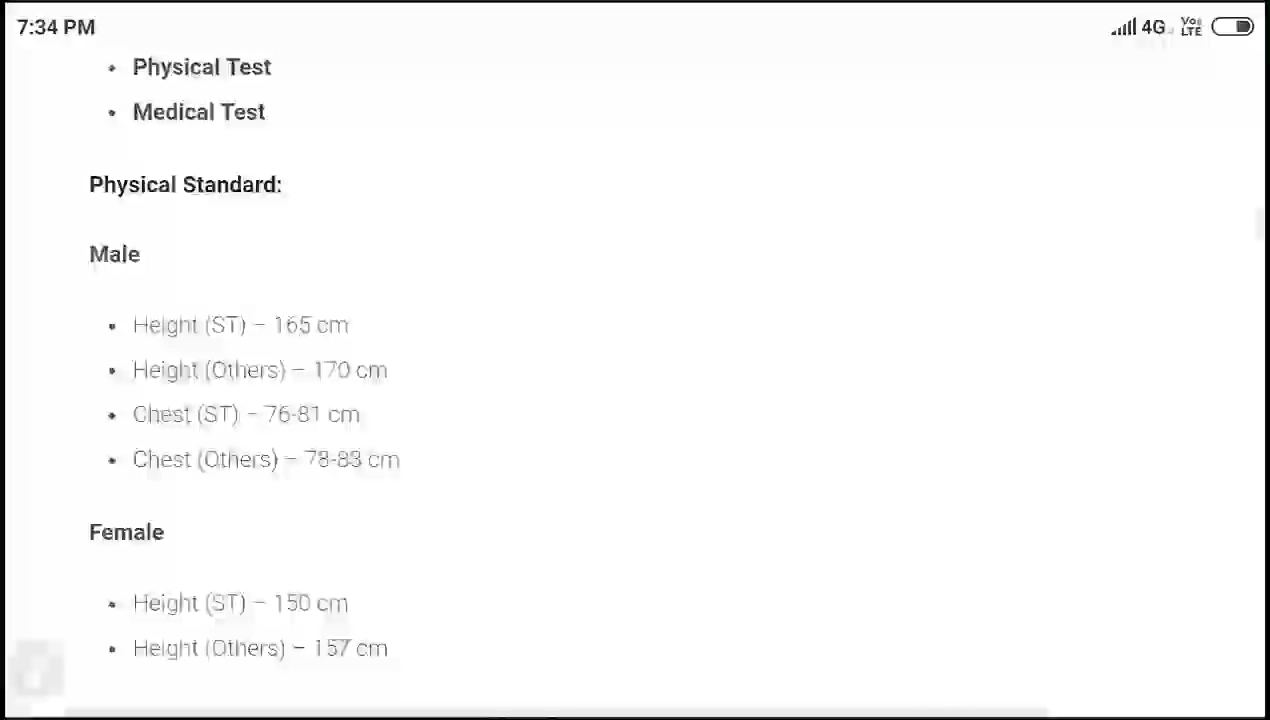 7:34 PM 4G Vo LTE
• Physical Test
• Medical Test
Physical Standard:
Male
• Height (ST) – 165 cm
• Height (Others) – 170 cm
• Chest (ST) – 76-81 cm
• Chest (Others) – 78-83 cm
Female
• Height (ST) – 150 cm
• Height (Others) – 157 cm